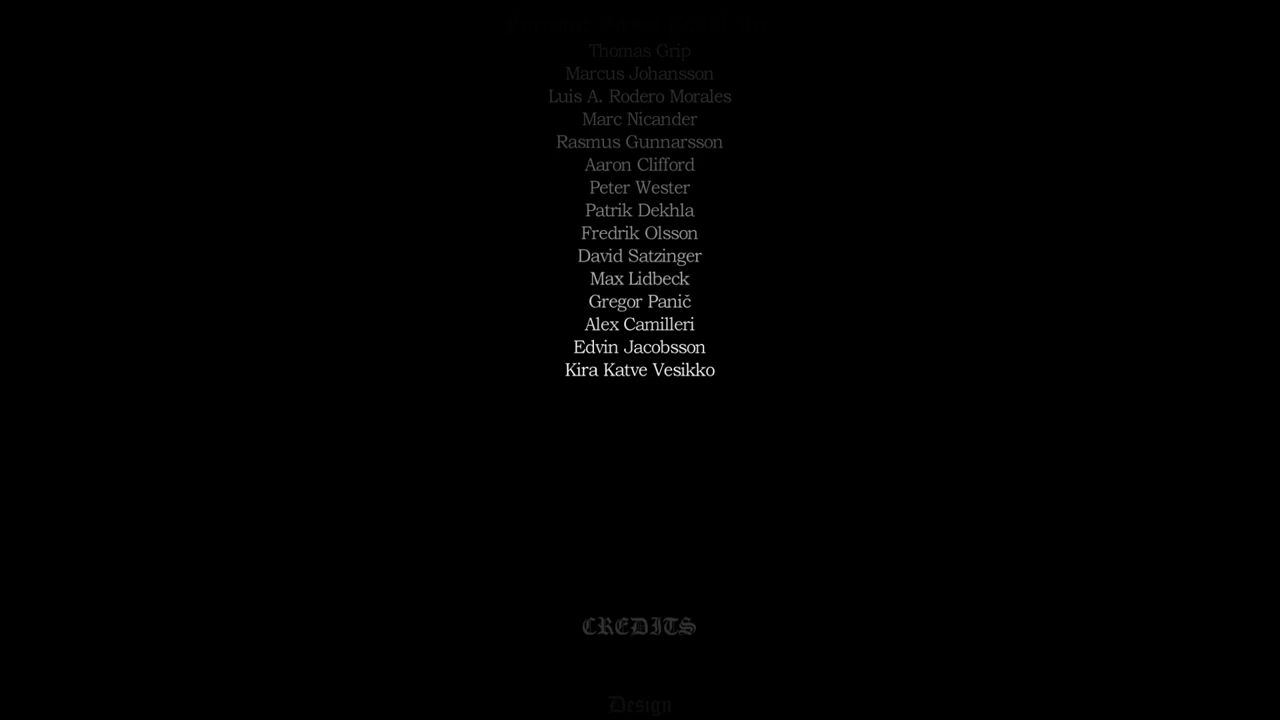 Thomas Grip
Marcus Johansson
Luis A. Rodero Morales
Marc Nicander
Rasmus Gunnarsson
Aaron Clifford
Peter Wester
Patrik Dekhla
Fredrik Olsson
David Satzinger
Max Lidbeck
Gregor Panič
Alex Camilleri
Edvin Jacobsson
Kira Katve Vesikko
CREDITS
Design